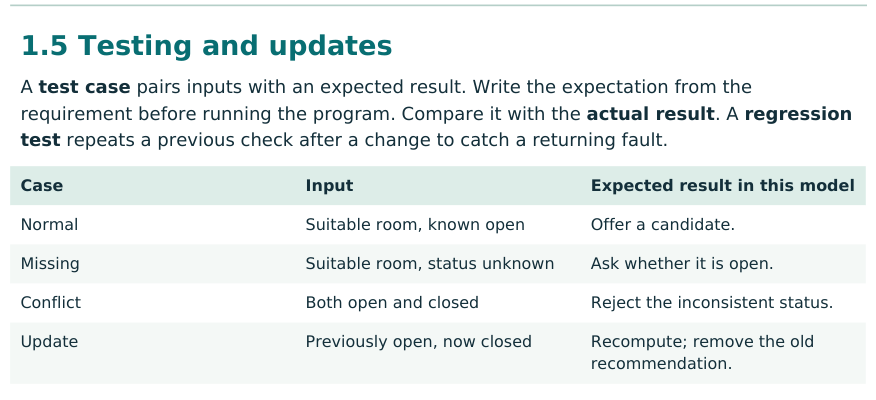 1.5 Testing and updates
A test case pairs inputs with an expected result. Write the expectation from the
requirement before running the program. Compare it with the actual result. A regression
test repeats a previous check after a change to catch a returning fault.
Case Input Expected result in this model
Normal Suitable room, known open Offer a candidate.
Missing Suitable room, status unknown Ask whether it is open.
Conflict Both open and closed Reject the inconsistent status.
Update Previously open, now closed Recompute; remove the old
recommendation.